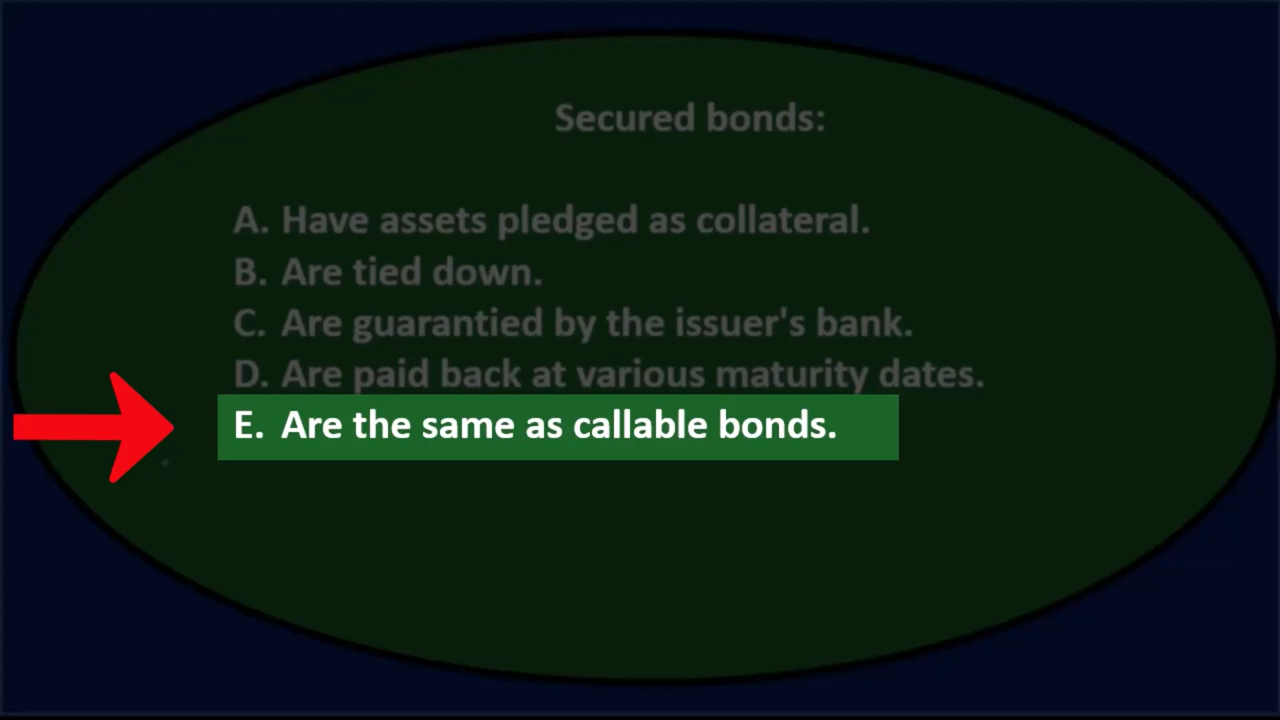 Secured bonds:
A. Have assets pledged as collateral.
B. Are tied down.
C. Are guarantied by the issuer's bank.
D. Are paid back at various maturity dates.
E. Are the same as callable bonds.